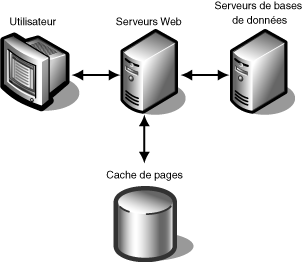 Utilisateur
Serveurs Web
Serveurs de bases
de données
Cache de pages